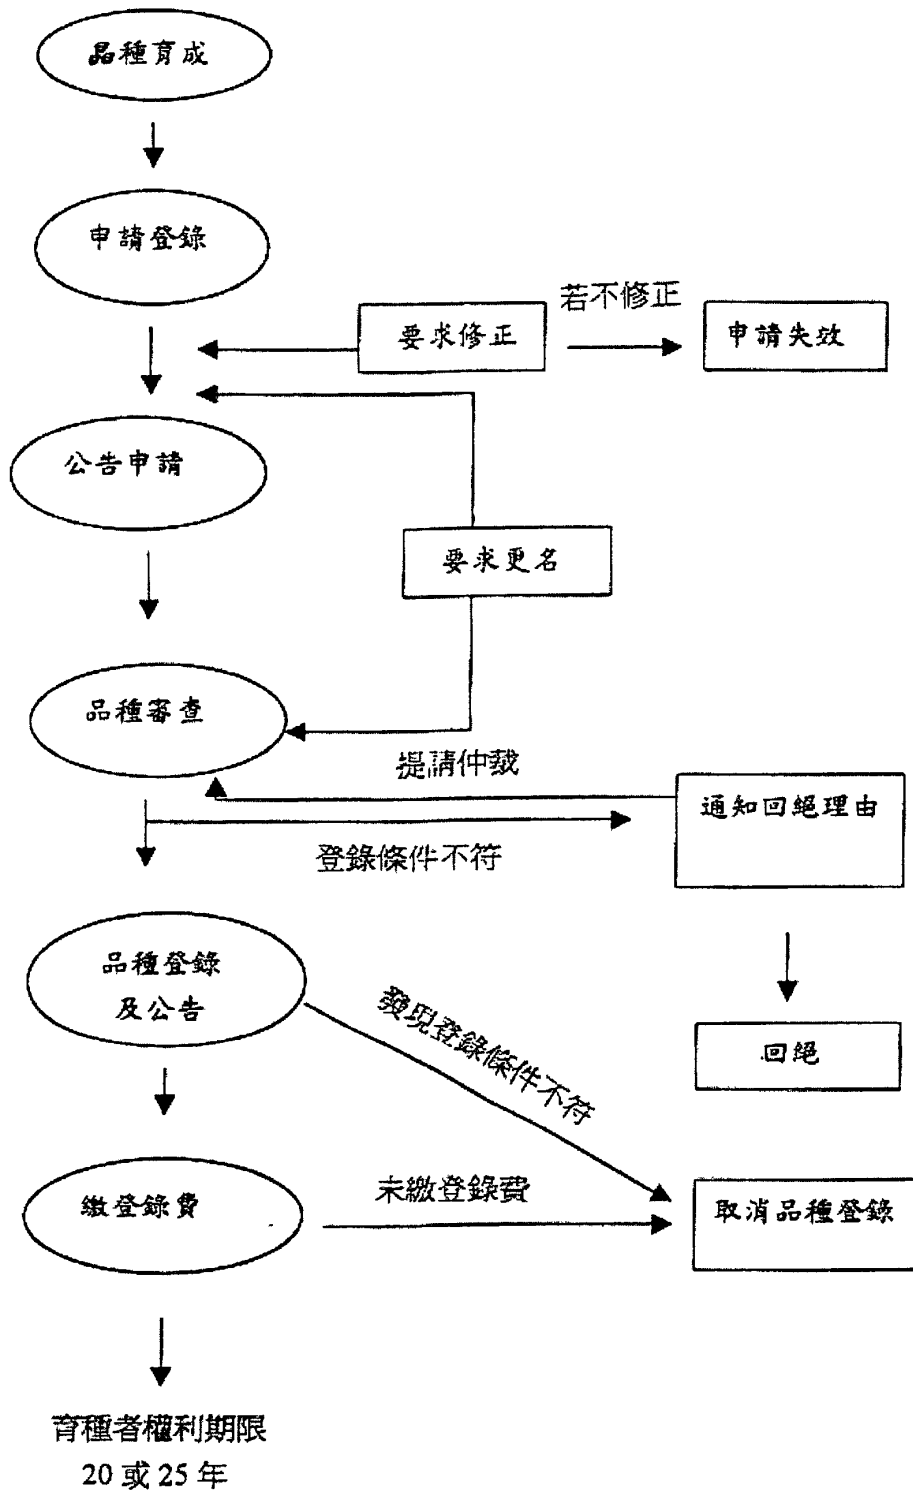 品種育成
申請登錄
若不修正
要求修正
申請失效
公告申請
要求更名
品種審查
提請仲裁
通知回絕理由
登錄條件不符
品種登錄
及公告
發現登錄條件不符
回絕
繳登錄費
未繳登錄費
取消品種登錄
育種者權利期限
20 或 25 年